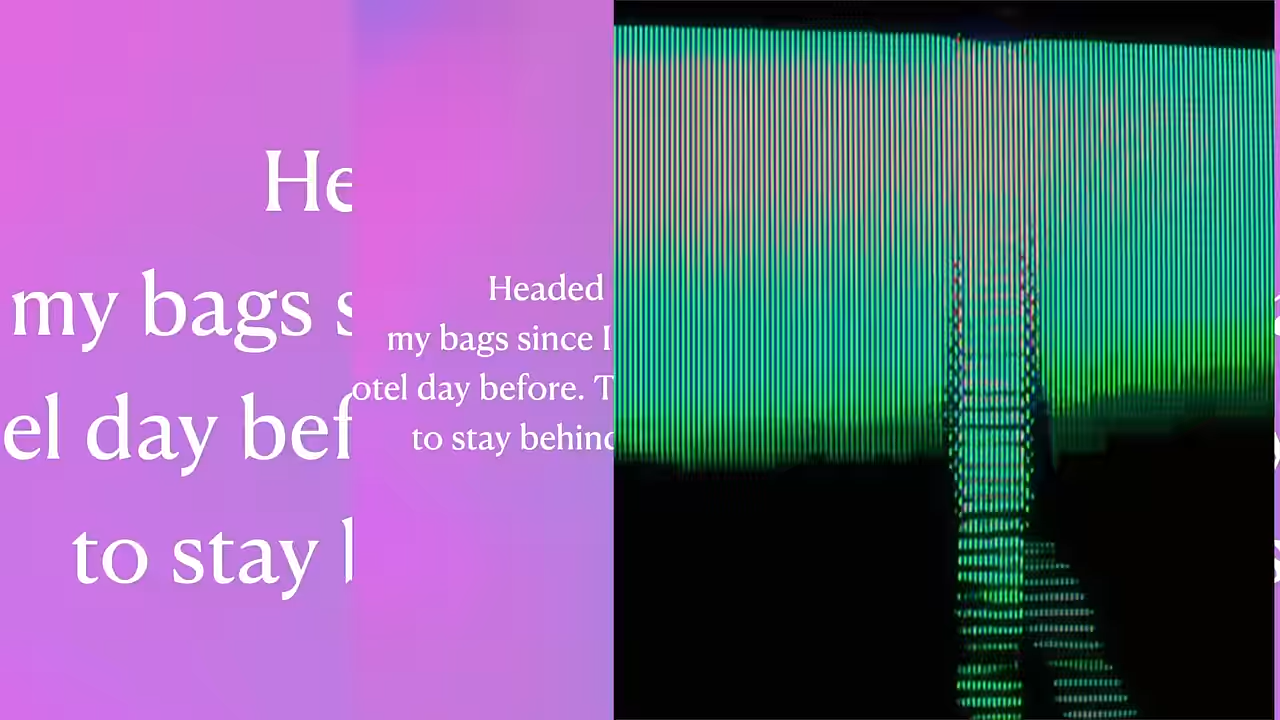 He
my bags s
el day bef
to stay
Headed
my bags since I
otel day before. T
to stay behind